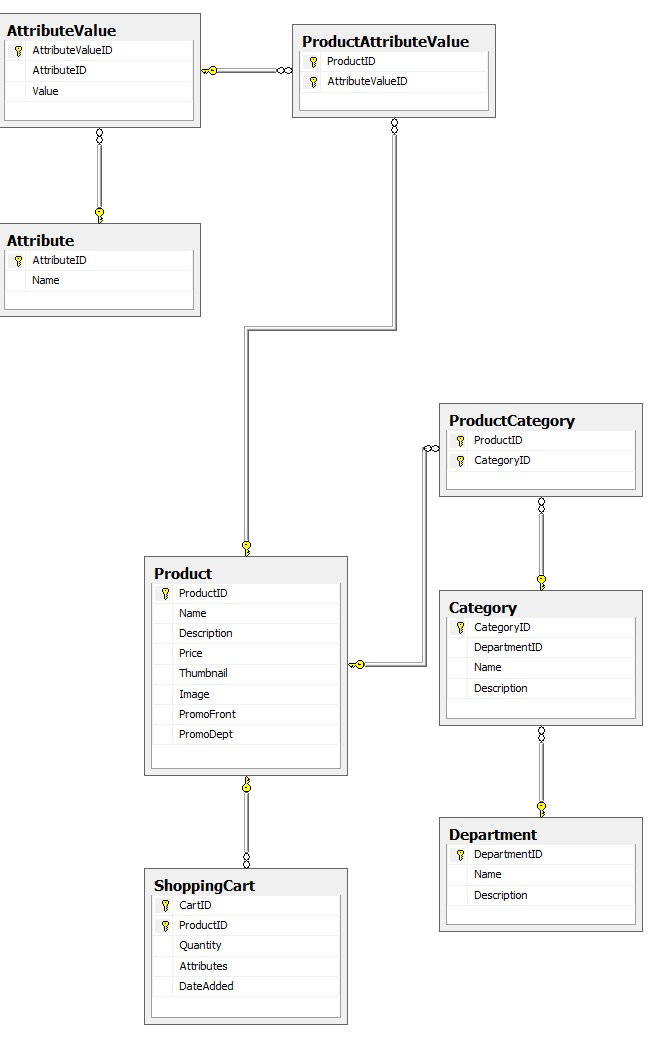 AttributeValue
AttributeValueID
AttributeID
Value
ProductAttributeValue
ProductID
AttributeValueID
Attribute
AttributeID
Name
ProductCategory
ProductID
CategoryID
Product
ProductID
Name
Description
Price
Thumbnail
Image
PromoFront
PromoDept
Category
CategoryID
DepartmentID
Name
Description
Department
DepartmentID
Name
Description
ShoppingCart
CartID
ProductID
Quantity
Attributes
DateAdded